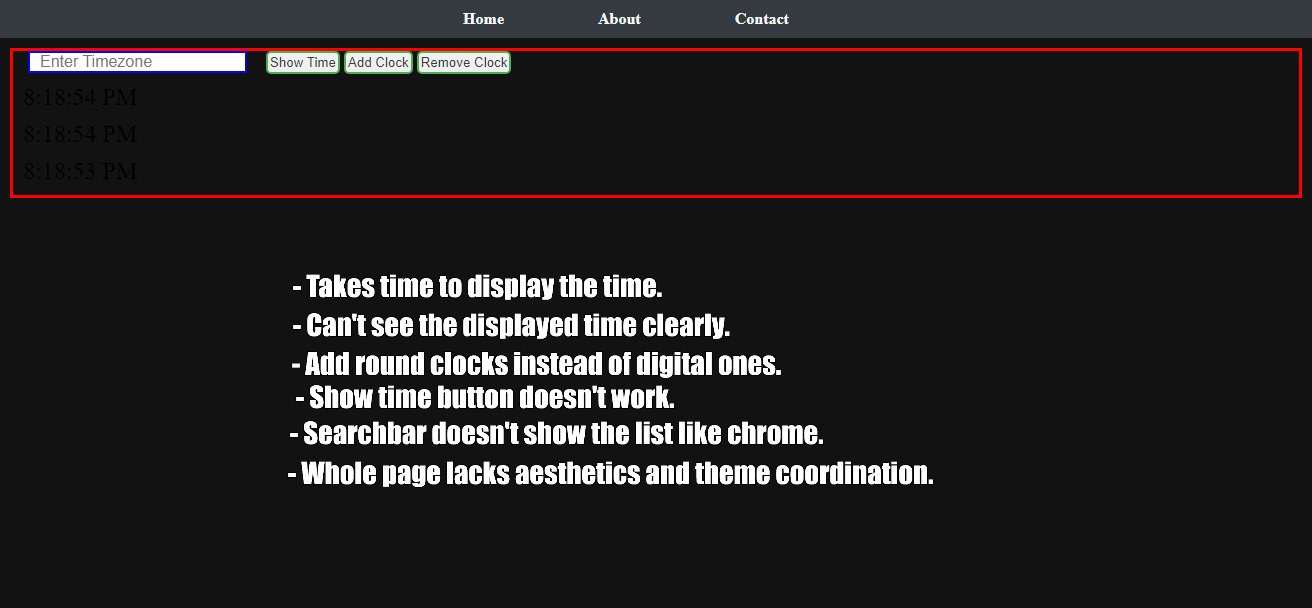 Home About Contact
Enter Timezone Show Time Add Clock Remove Clock
8:18:54 PM
8:18:54 PM
8:18:53 PM
- Takes time to display the time.
- Can't see the displayed time clearly.
- Add round clocks instead of digital ones.
- Show time button doesn't work.
- Searchbar doesn't show the list like chrome.
- Whole page lacks aesthetics and theme coordination.